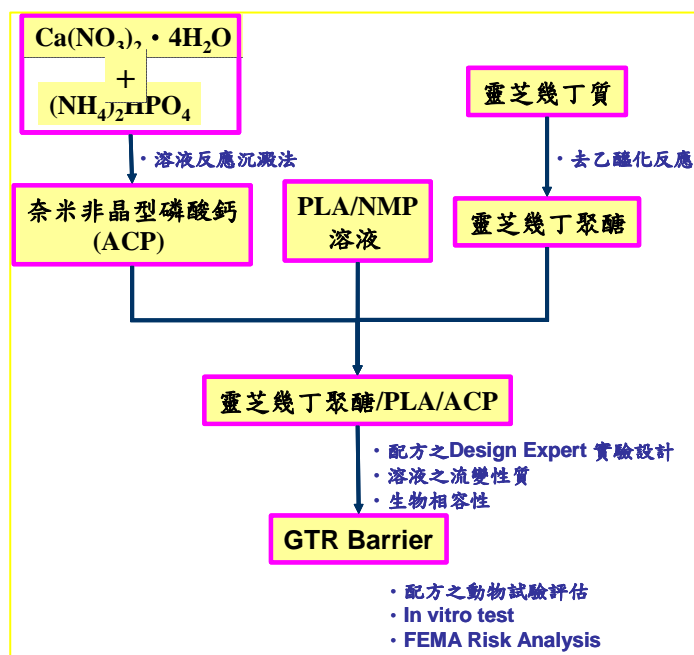 Ca(NO₃)₂・4H₂O
+
(NH₄)₂HPO₄
靈芝幾丁質
・溶液反應沉澱法
・去乙醯化反應
奈米非晶型磷酸鈣
(ACP)
PLA/NMP
溶液
靈芝幾丁聚醣
靈芝幾丁聚醣/PLA/ACP
・配方之Design Expert 實驗設計
・溶液之流變性質
・生物相容性
GTR Barrier
・配方之動物試驗評估
・In vitro test
・FEMA Risk Analysis